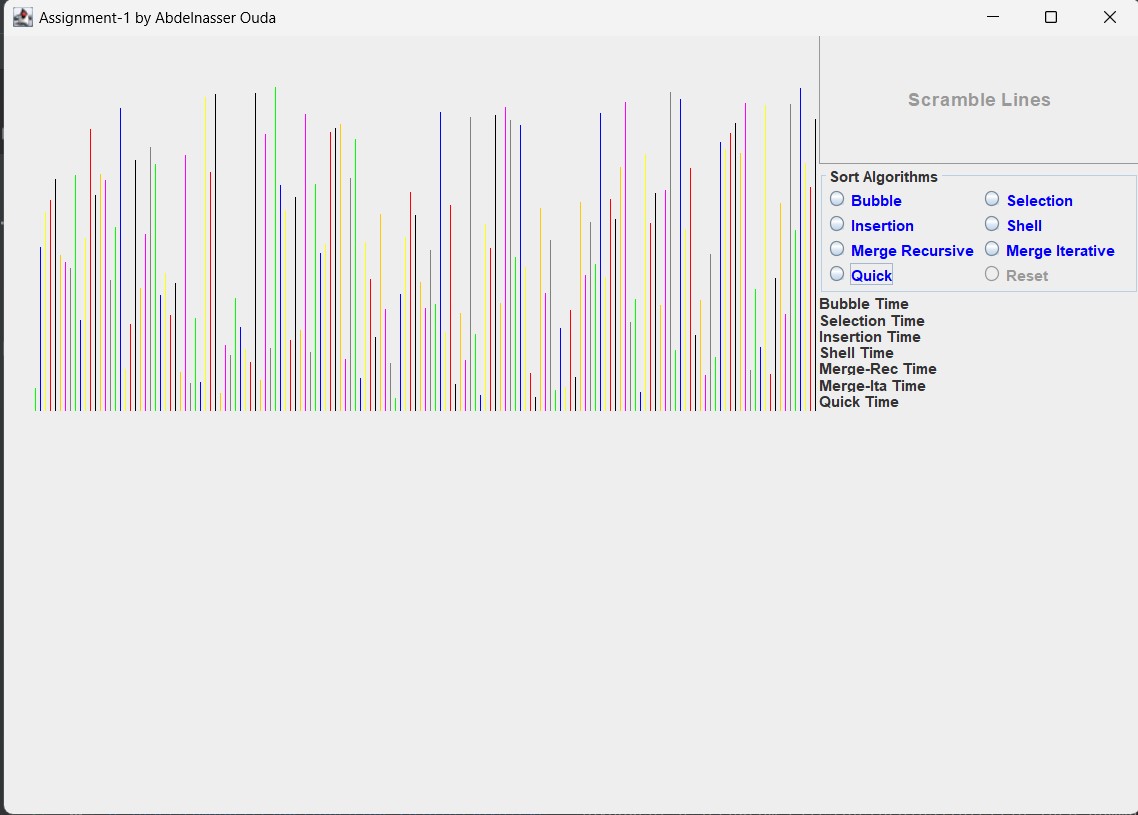 Assignment-1 by Abdelnasser Ouda
Scramble Lines
Sort Algorithms
Bubble Selection
Insertion Shell
Merge Recursive Merge Iterative
Quick Reset
Bubble Time
Selection Time
Insertion Time
Shell Time
Merge-Rec Time
Merge-Ita Time
Quick Time